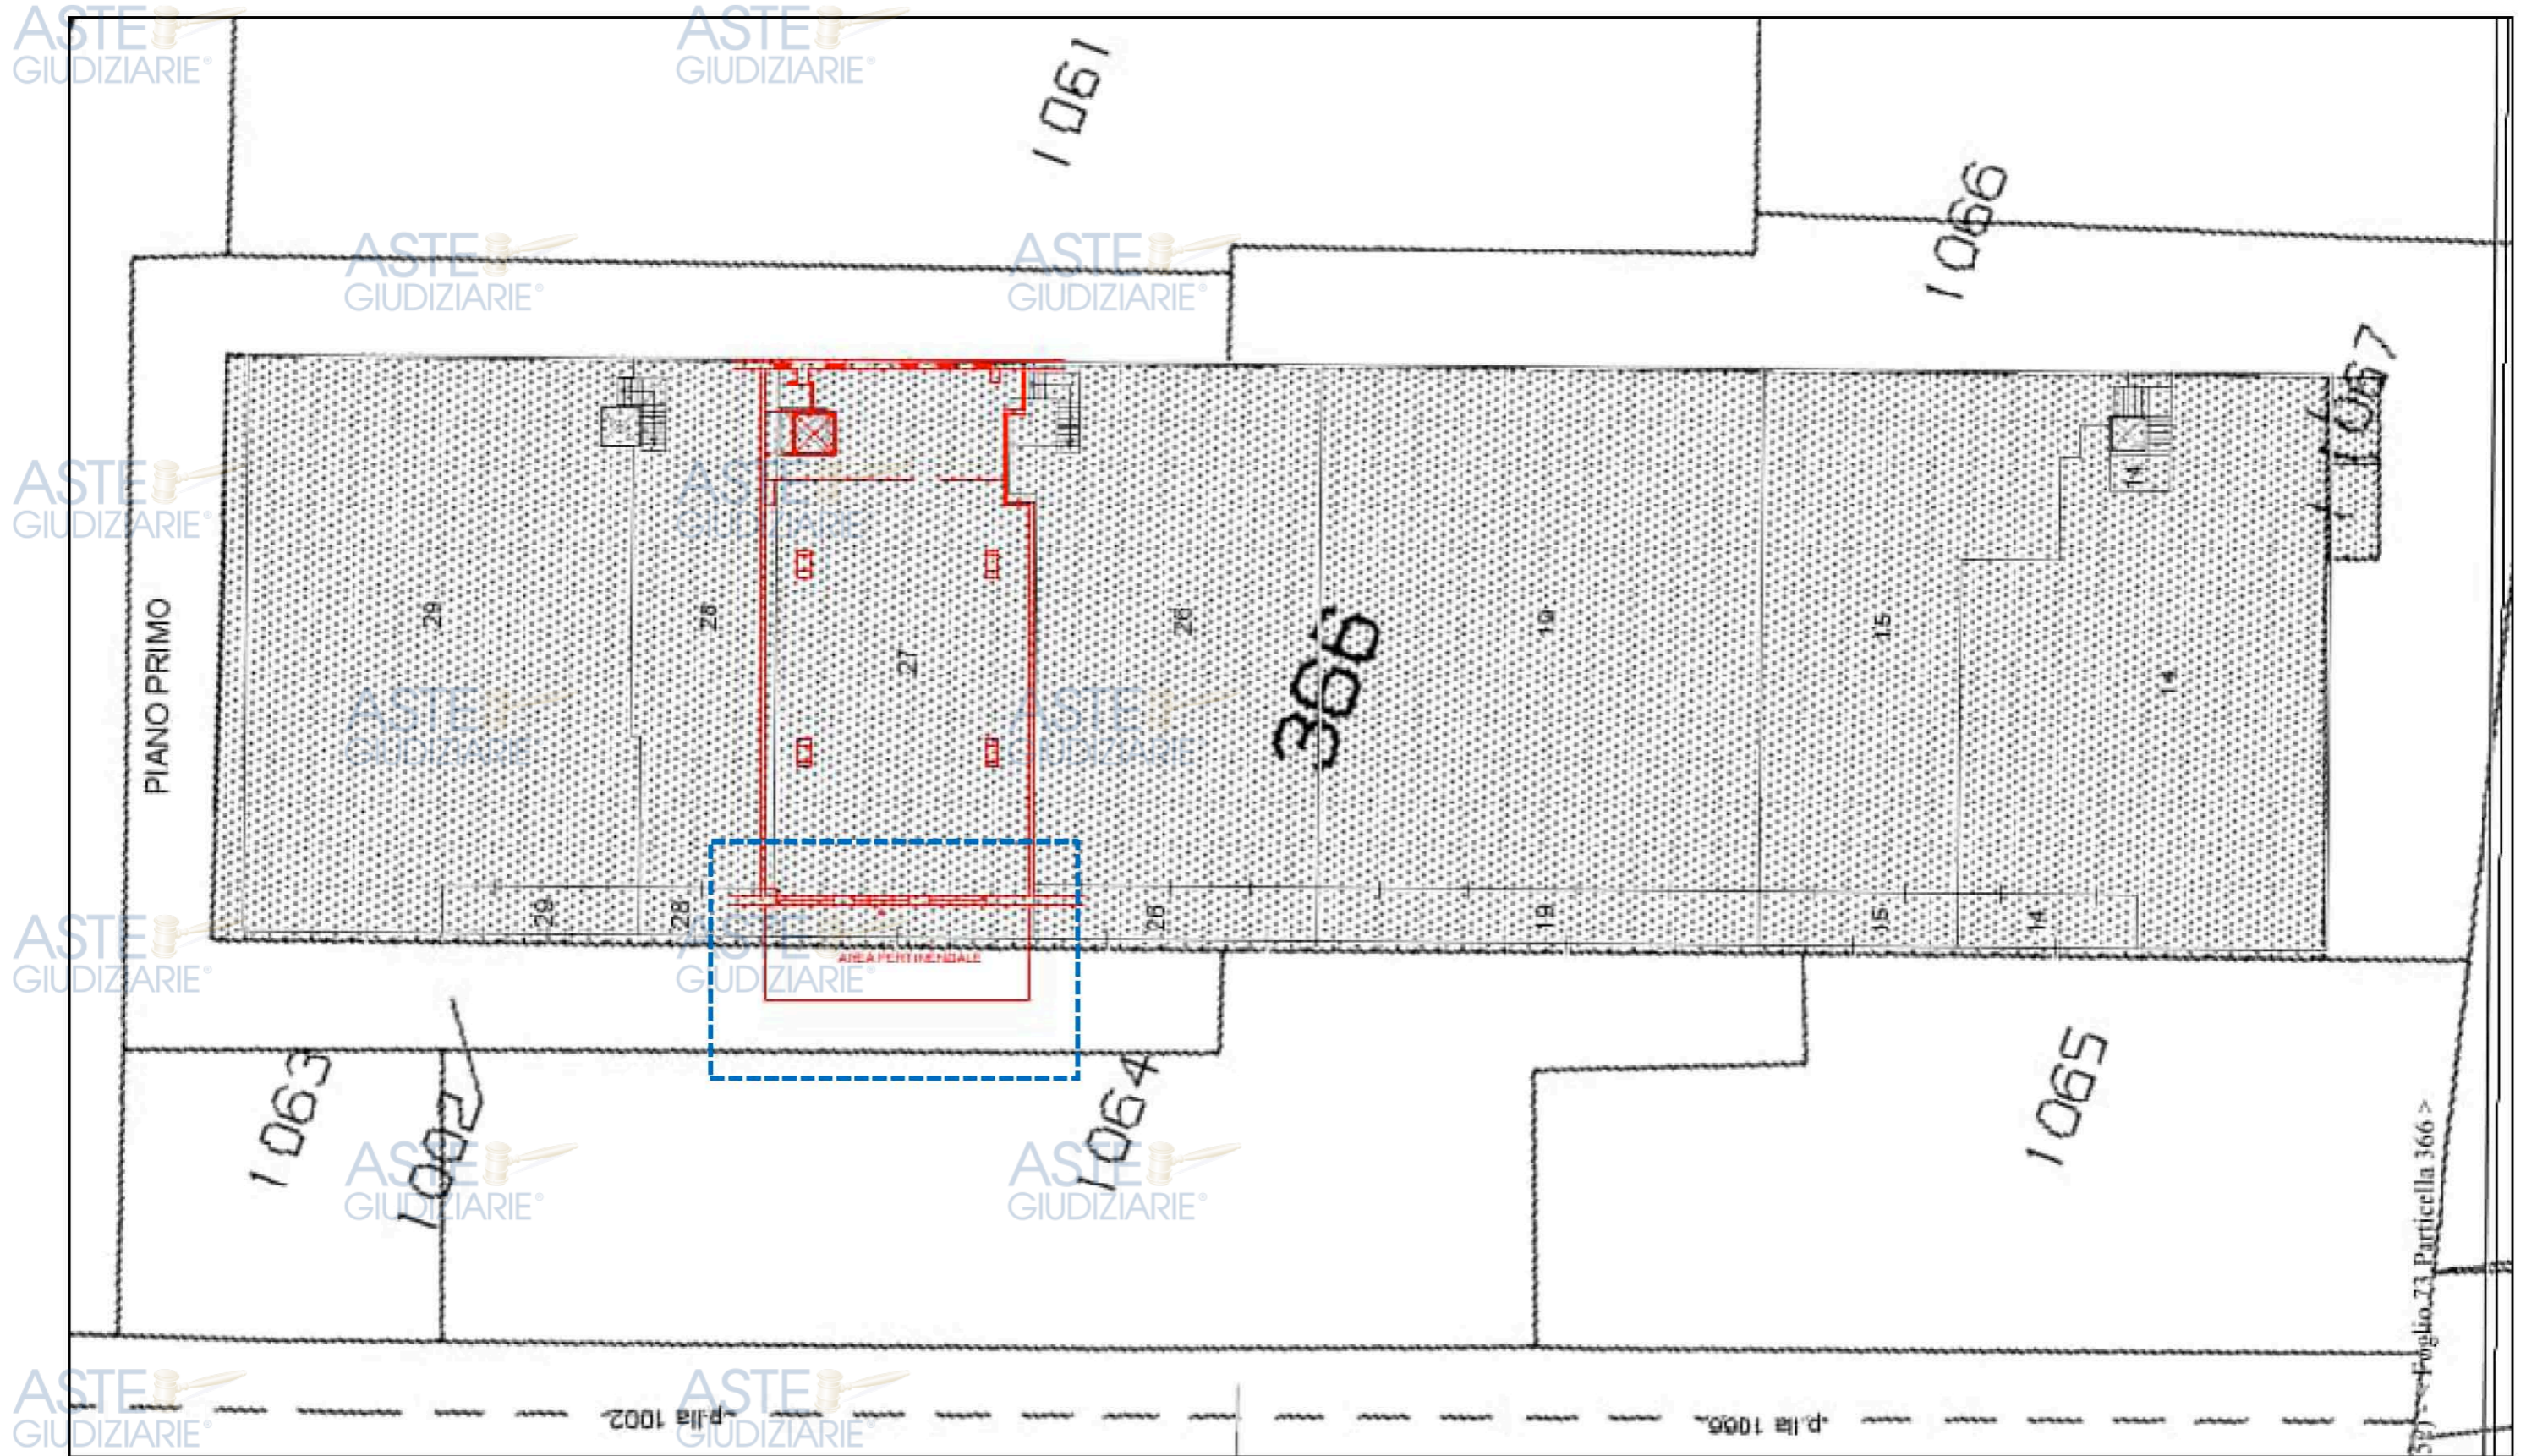 ASTE GIUDIZIARIE®
ASTE GIUDIZIARIE®
1061
1066
ASTE GIUDIZIARIE®
ASTE GIUDIZIARIE®
1067
ASTE GIUDIZIARIE®
ASTE GIUDIZIARIE
14
PIANO PRIMO
29
28
27
26
366
19
15
14
ASTE GIUDIZIARIE
ASTE GIUDIZIARIE®
29
28
26
19
15
14
ASTE GIUDIZIARIE®
ASTE GIUDIZIARIE
AREA PERTINENZIALE
1063
1002
1064
1065
ASTE GIUDIZIARIE®
ASTE GIUDIZIARIE®
< Foglio 73 Particella 366 >
ASTE GIUDIZIARIE®
ASTE GIUDIZIARIE®
p.lla 1002
p.lla 1066